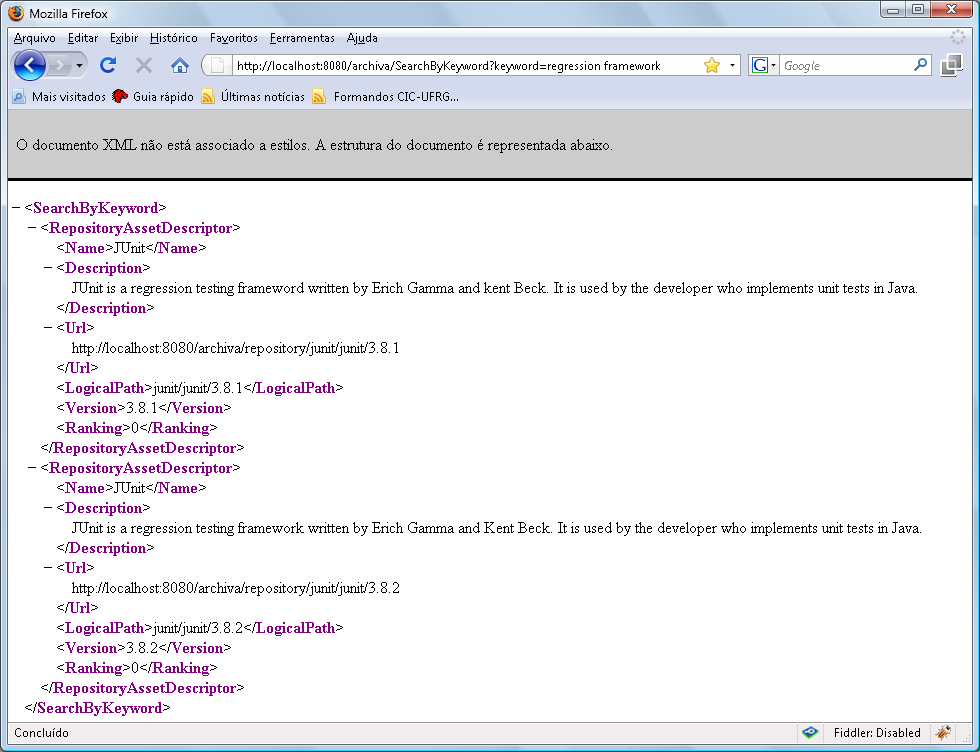 Mozilla Firefox
Arquivo Editar Exibir Histórico Favoritos Ferramentas Ajuda
http://localhost:8080/archiva/SearchByKeyword?keyword=regression framework
G Google
Mais visitados Guia rápido Últimas notícias Formandos CIC-UFRG...
O documento XML não está associado a estilos. A estrutura do documento é representada abaixo.
− <SearchByKeyword>
− <RepositoryAssetDescriptor>
<Name>JUnit</Name>
− <Description>
JUnit is a regression testing frameword written by Erich Gamma and kent Beck. It is used by the developer who implements unit tests in Java.
</Description>
− <Url>
http://localhost:8080/archiva/repository/junit/junit/3.8.1
</Url>
<LogicalPath>junit/junit/3.8.1</LogicalPath>
<Version>3.8.1</Version>
<Ranking>0</Ranking>
</RepositoryAssetDescriptor>
− <RepositoryAssetDescriptor>
<Name>JUnit</Name>
− <Description>
JUnit is a regression testing framework written by Erich Gamma and Kent Beck. It is used by the developer who implements unit tests in Java.
</Description>
− <Url>
http://localhost:8080/archiva/repository/junit/junit/3.8.2
</Url>
<LogicalPath>junit/junit/3.8.2</LogicalPath>
<Version>3.8.2</Version>
<Ranking>0</Ranking>
</RepositoryAssetDescriptor>
</SearchByKeyword>
Concluído Fiddler: Disabled